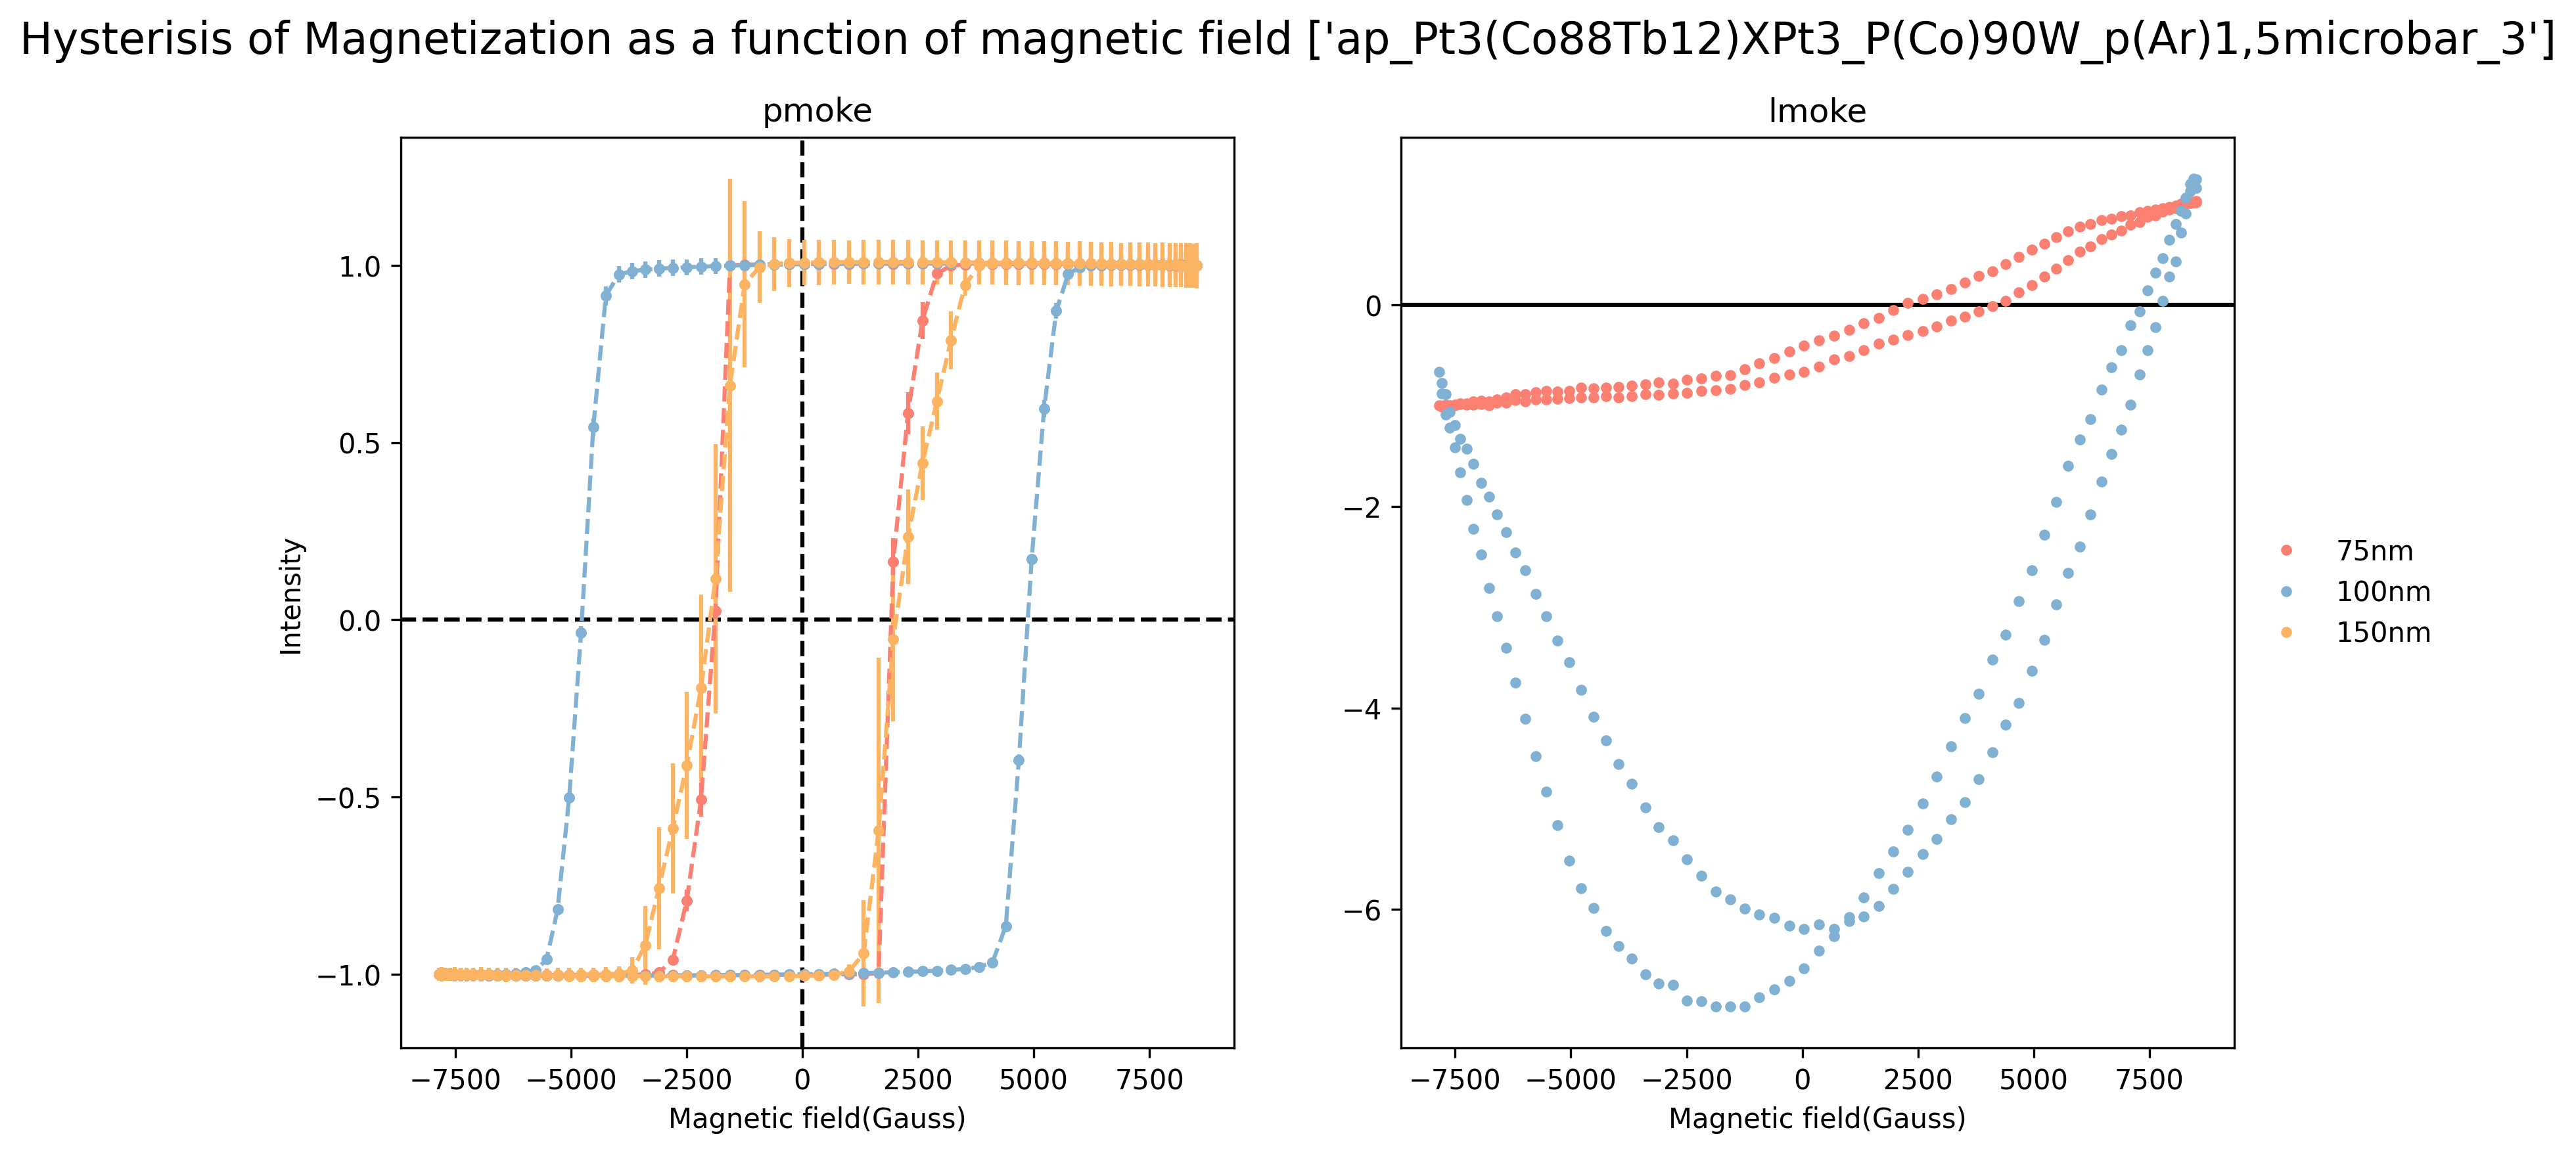 Hysterisis of Magnetization as a function of magnetic field ['ap_Pt3(Co88Tb12)XPt3_P(Co)90W_p(Ar)1,5microbar_3']
pmoke
1.0
0.5
0.0
−0.5
−1.0
Intensity
−7500 −5000 −2500 0 2500 5000 7500
Magnetic field(Gauss)
lmoke
0
−2
−4
−6
−7500 −5000 −2500 0 2500 5000 7500
Magnetic field(Gauss)
75nm
100nm
150nm